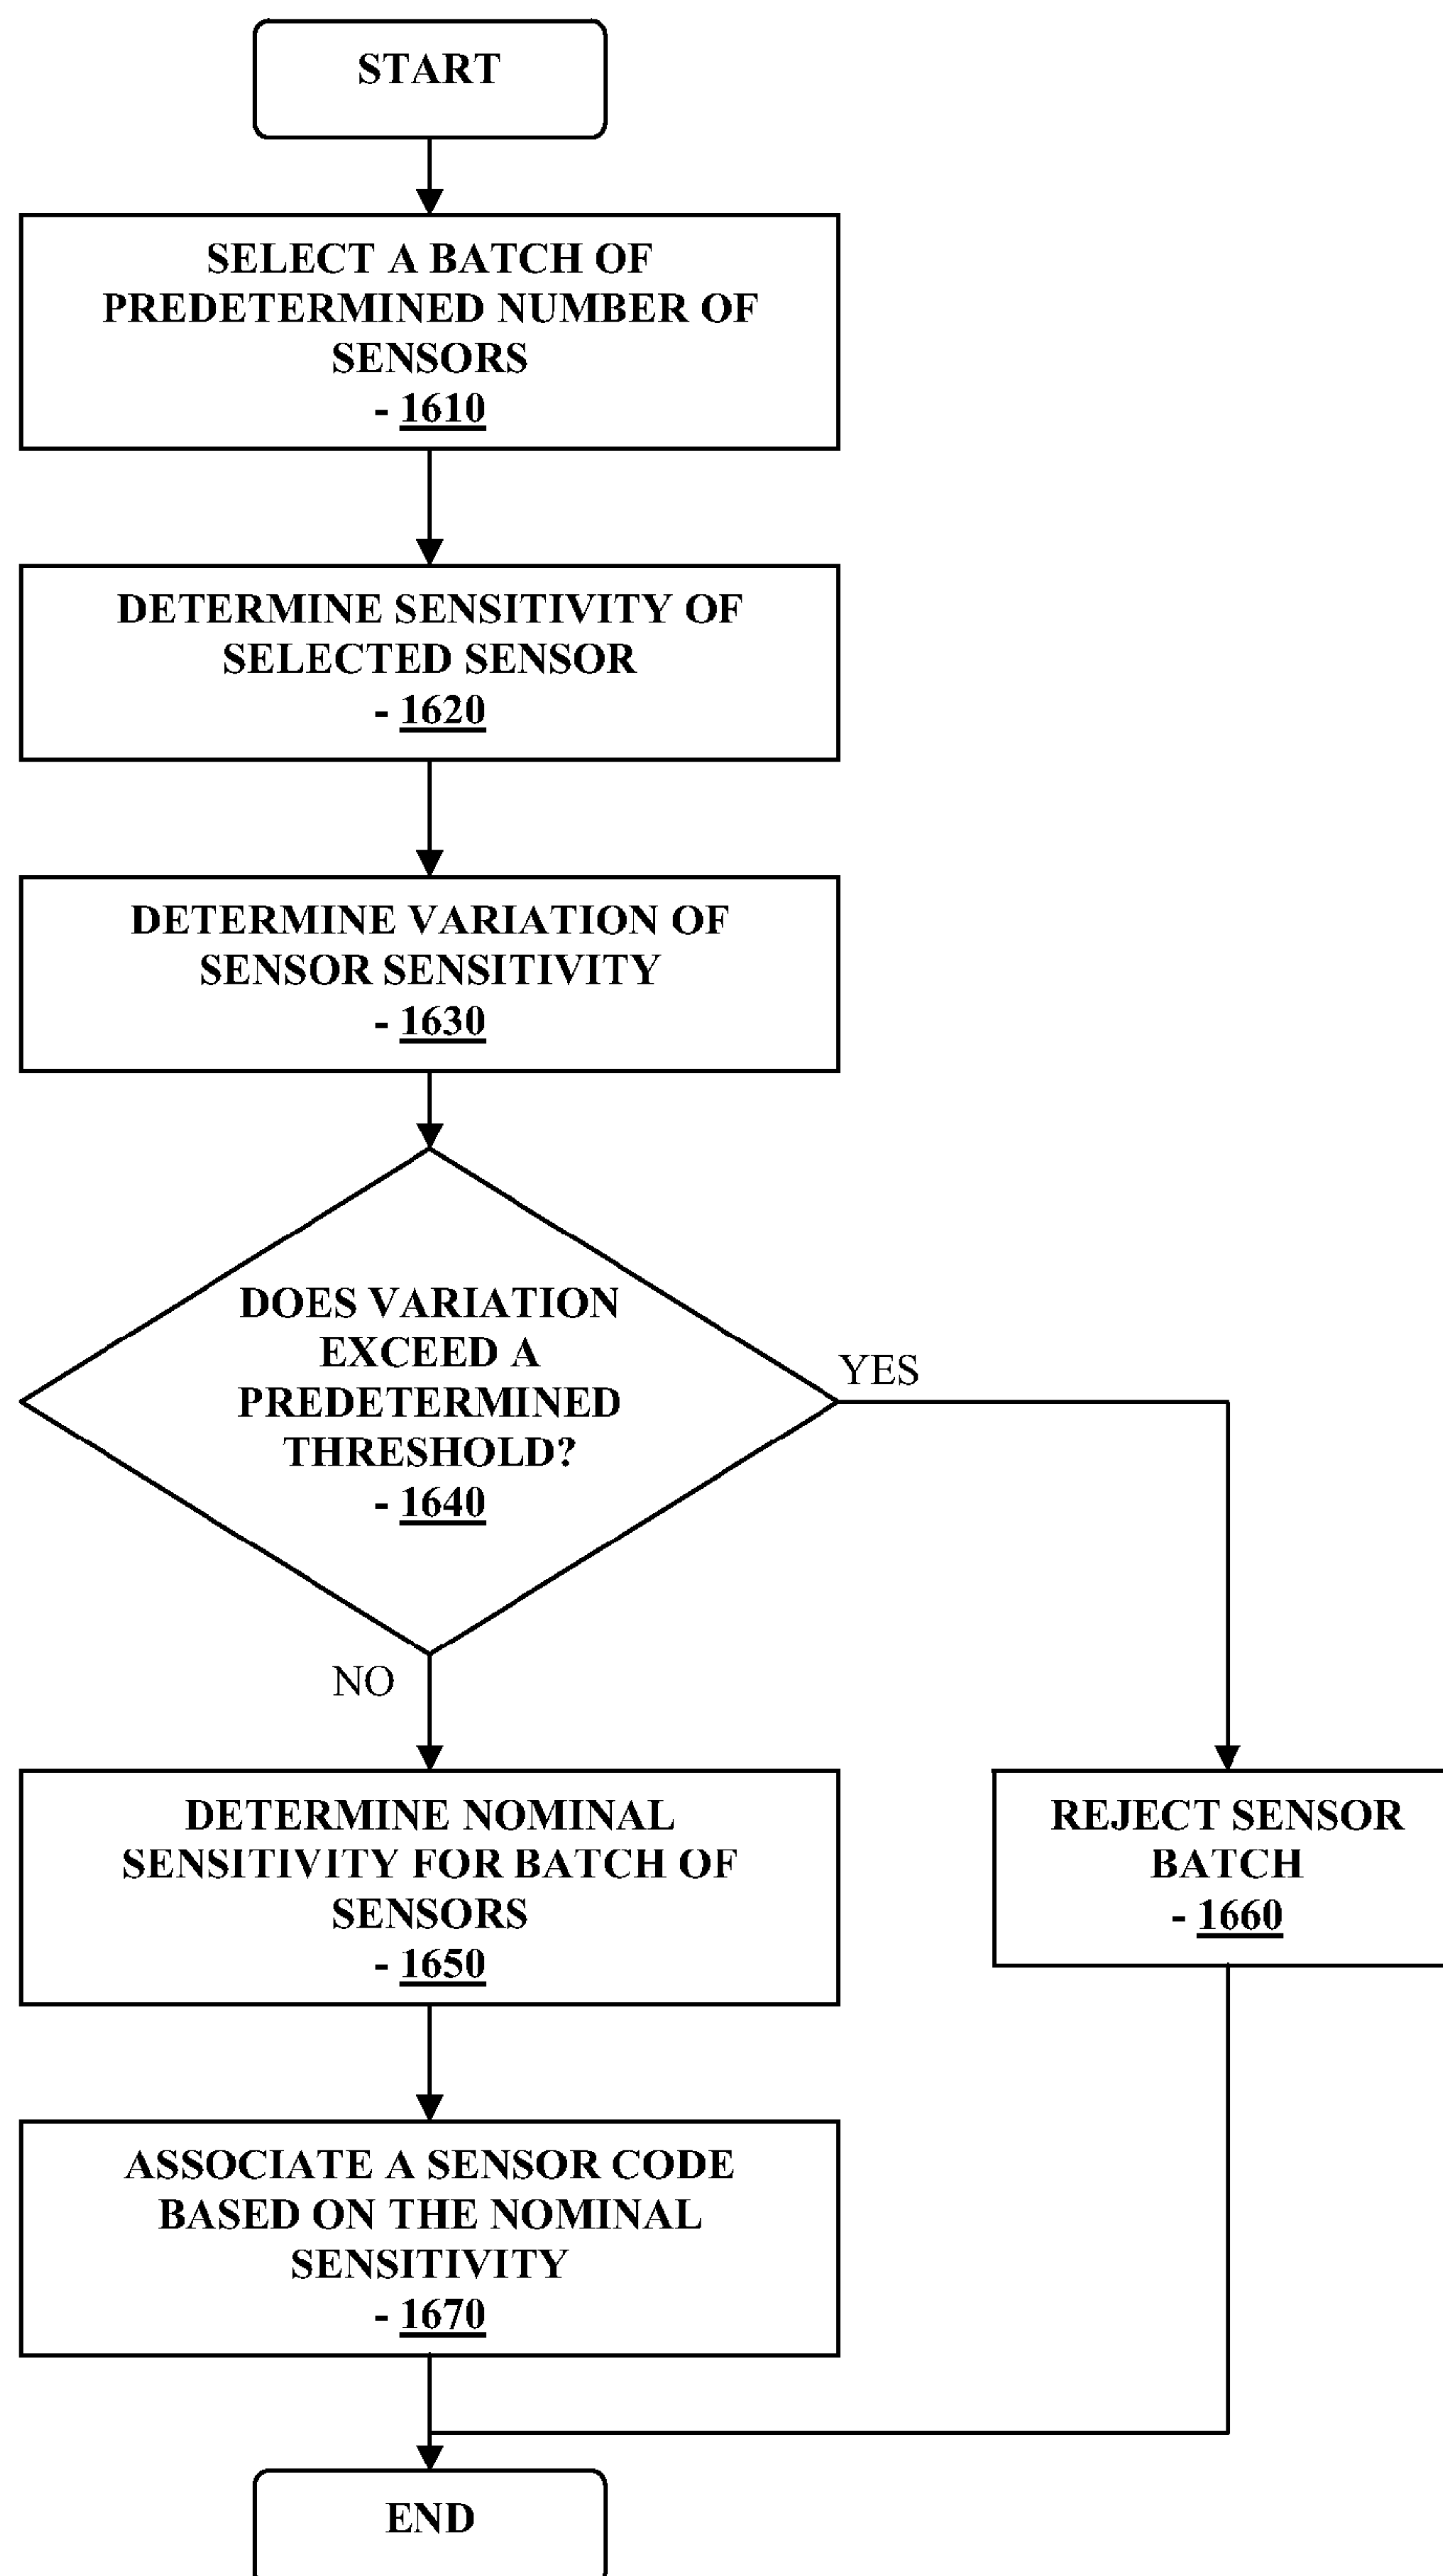 START
SELECT A BATCH OF
PREDETERMINED NUMBER OF
SENSORS
- 1610
DETERMINE SENSITIVITY OF
SELECTED SENSOR
- 1620
DETERMINE VARIATION OF
SENSOR SENSITIVITY
- 1630
DOES VARIATION
EXCEED A
PREDETERMINED
THRESHOLD?
- 1640
YES
NO
DETERMINE NOMINAL
SENSITIVITY FOR BATCH OF
SENSORS
- 1650
REJECT SENSOR
BATCH
- 1660
ASSOCIATE A SENSOR CODE
BASED ON THE NOMINAL
SENSITIVITY
- 1670
END